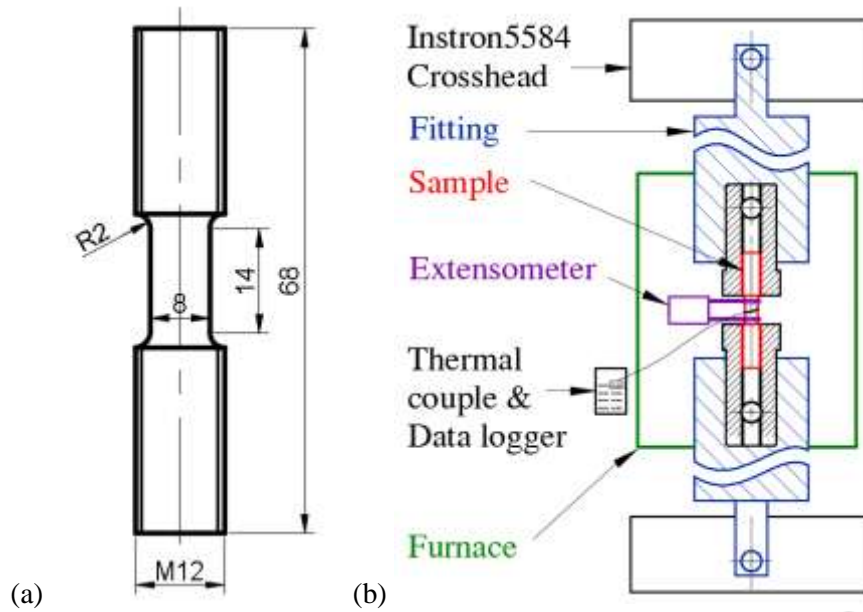 R2
8
14
68
M12
(a)
Instron5584
Crosshead
Fitting
Sample
Extensometer
Thermal
couple &
Data logger
Furnace
(b)